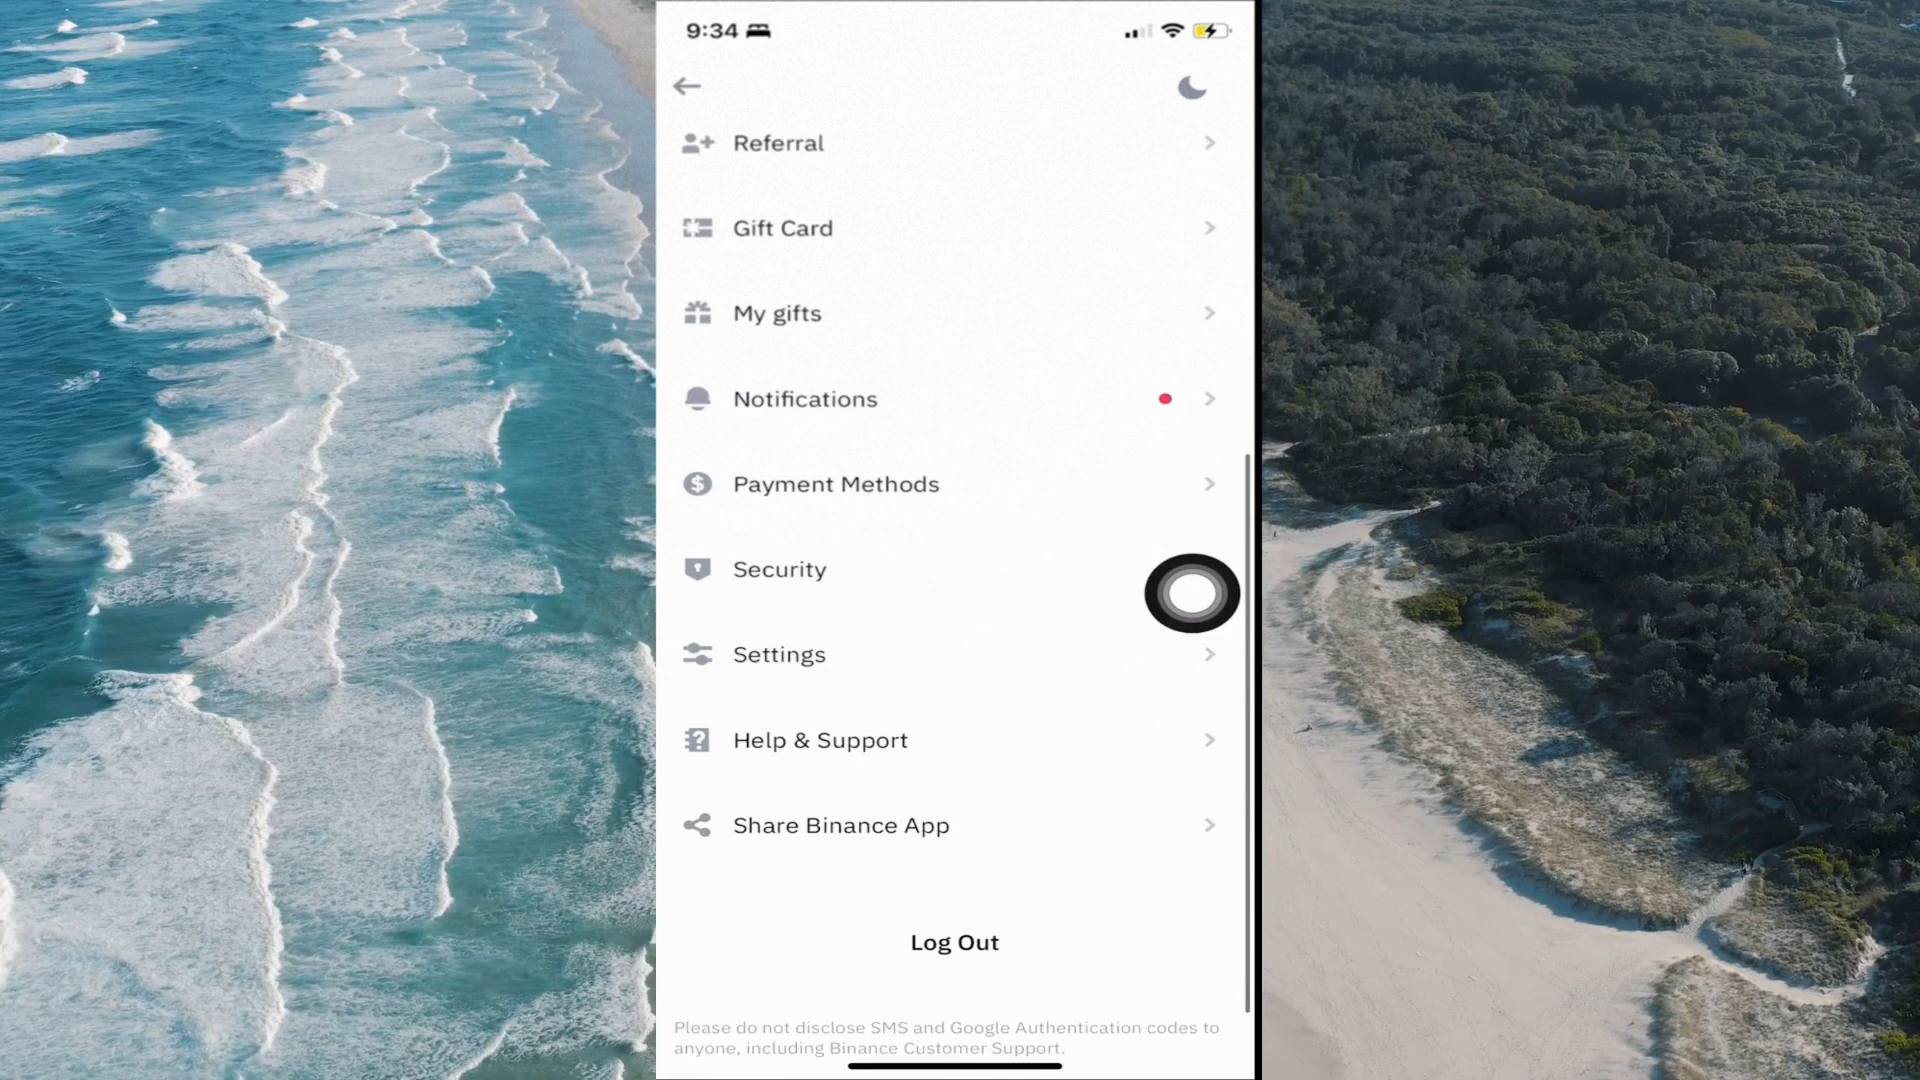 9:34
Referral
Gift Card
My gifts
Notifications
Payment Methods
Security
Settings
Help & Support
Share Binance App
Log Out
Please do not disclose SMS and Google Authentication codes to
anyone, including Binance Customer Support.